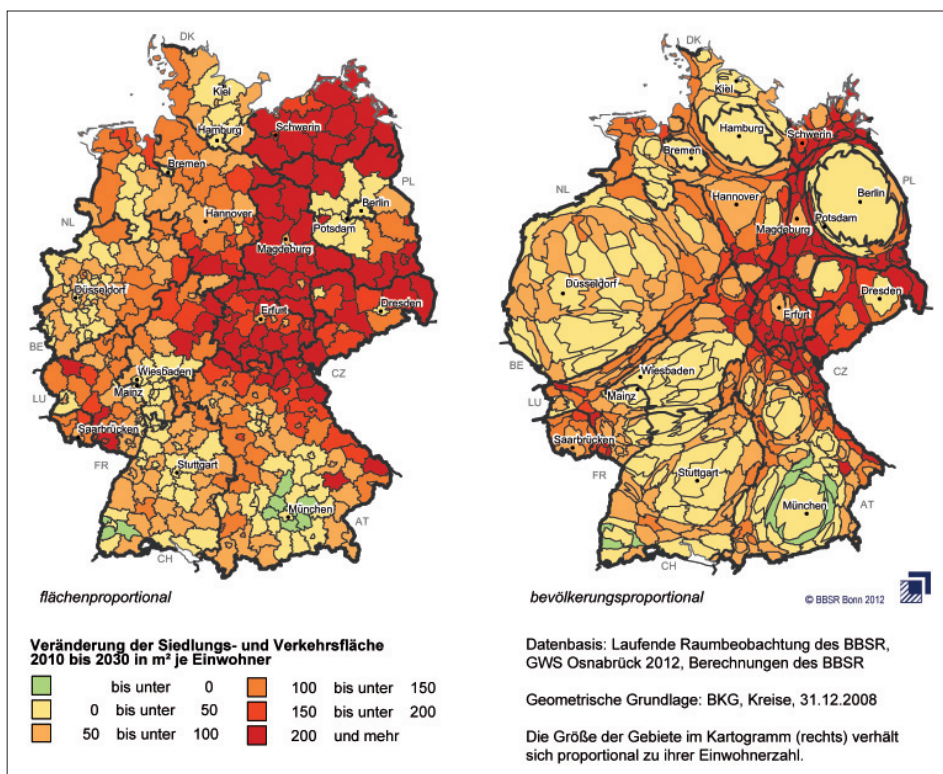 DK
Kiel
Hamburg
Schwerin
Bremen
PL
Berlin
NL
Hannover
Potsdam
Magdeburg
Düsseldorf
Dresden
Erfurt
BE
Wiesbaden
CZ
Mainz
LU
Saarbrücken
FR
Stuttgart
München
AT
CH
flächenproportional
DK
Kiel
Hamburg
Schwerin
Bremen
NL
Berlin
PL
Hannover
Potsdam
Magdeburg
Düsseldorf
Dresden
Erfurt
BE
Wiesbaden
CZ
LU
Mainz
Saarbrücken
FR
Stuttgart
München
AT
CH
bevölkerungsproportional
© BBSR Bonn 2012
Veränderung der Siedlungs- und Verkehrsfläche
2010 bis 2030 in m² je Einwohner
bis unter 0
0 bis unter 50
50 bis unter 100
100 bis unter 150
150 bis unter 200
200 und mehr
Datenbasis: Laufende Raumbeobachtung des BBSR,
GWS Osnabrück 2012, Berechnungen des BBSR
Geometrische Grundlage: BKG, Kreise, 31.12.2008
Die Größe der Gebiete im Kartogramm (rechts) verhält
sich proportional zu ihrer Einwohnerzahl.